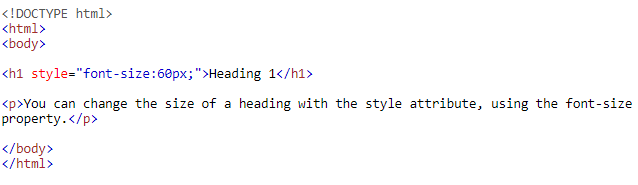 <!DOCTYPE html>
<html>
<body>
<h1 style="font-size:60px;">Heading 1</h1>
<p>You can change the size of a heading with the style attribute, using the font-size
property.</p>
</body>
</html>